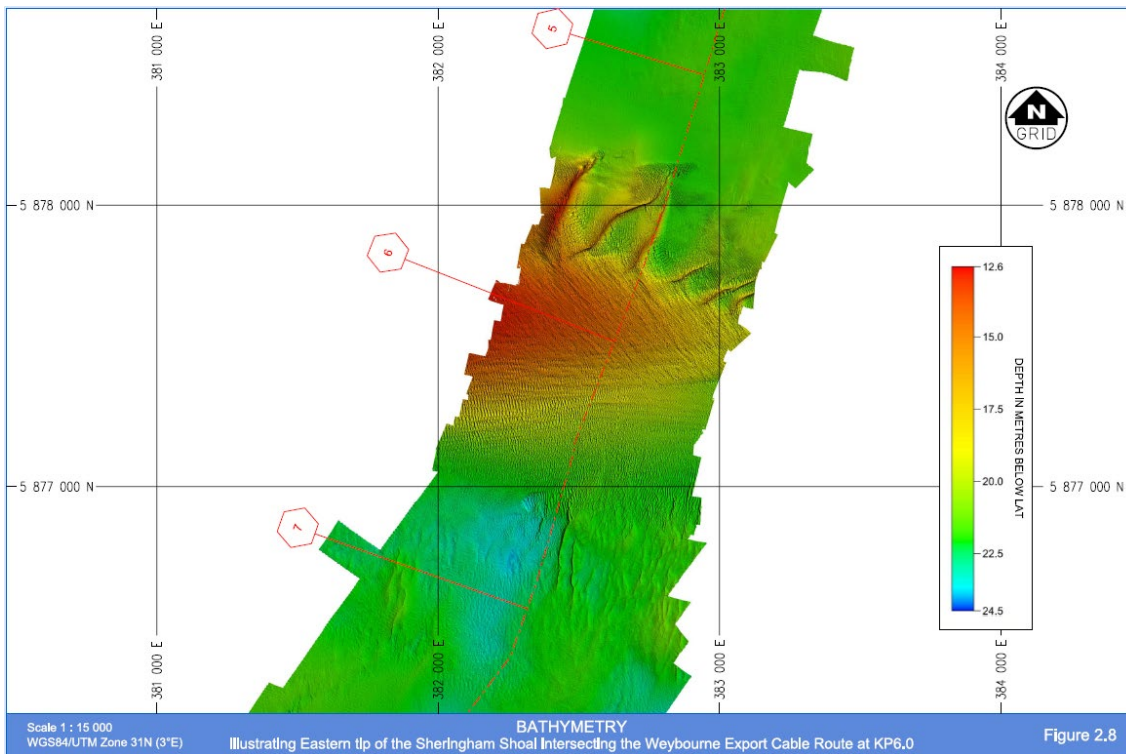 381 000 E
382 000 E
5
383 000 E
384 000 E
N
GRID
5 878 000 N
5 878 000 N
6
12.6
15.0
17.5
20.0
22.5
24.5
DEPTH IN METRES BELOW LAT
5 877 000 N
5 877 000 N
7
381 000 E
382 000 E
383 000 E
384 000 E
Scale 1 : 15 000
WGS84/UTM Zone 31N (3°E)
BATHYMETRY
Illustrating Eastern tip of the Sheringham Shoal Intersecting the Weybourne Export Cable Route at KP6.0
Figure 2.8